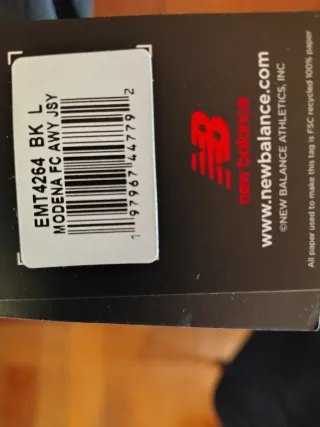 EMT4264 BK L
MODENA FC AWY JSY
1 97967 44779 2
new balance
www.newbalance.com
©NEW BALANCE ATHLETICS, INC
All paper used to make this tag is FSC recycled 100% paper